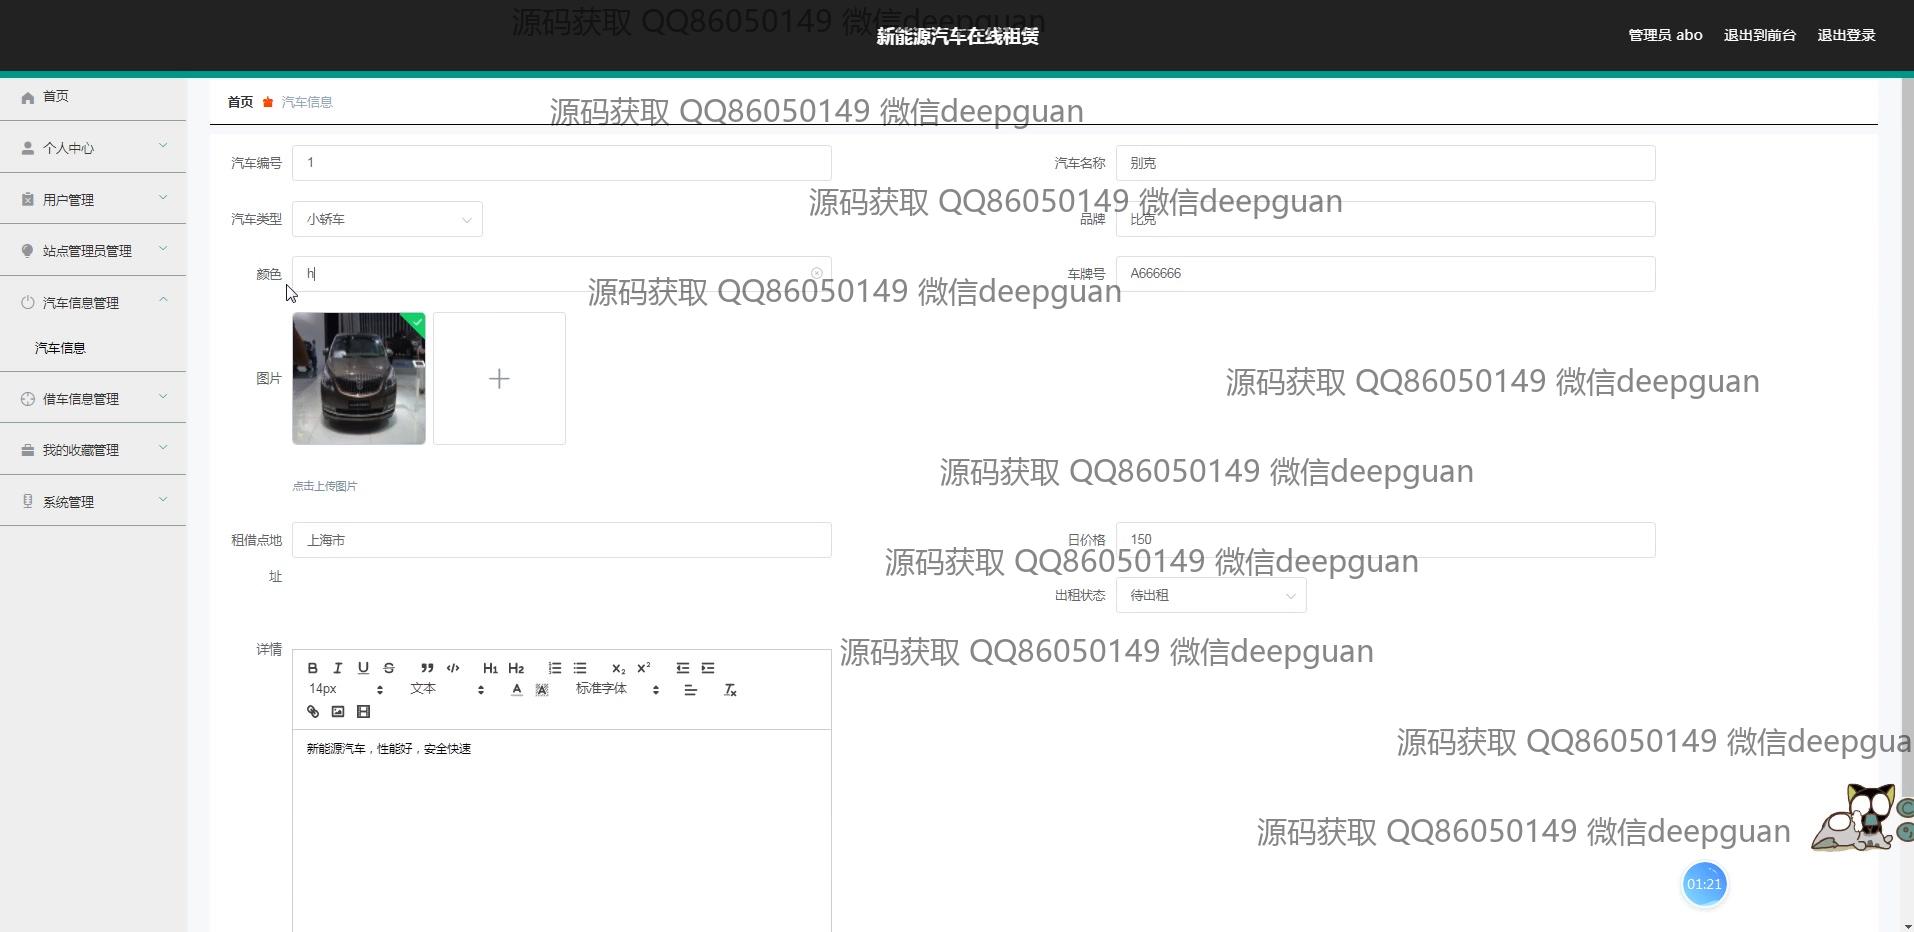 源码获取 QQ86050149 微信deepguan
新能源汽车在线租赁
管理员 abo 退出到前台 退出登录
首页
个人中心
用户管理
站点管理员管理
汽车信息管理
汽车信息
借车信息管理
我的收藏管理
系统管理
首页 汽车信息
源码获取 QQ86050149 微信deepguan
汽车编号 1 汽车名称 别克
源码获取 QQ86050149 微信deepguan
汽车类型 小轿车 品牌 比克
颜色 h 车牌号 A666666
源码获取 QQ86050149 微信deepguan
图片
源码获取 QQ86050149 微信deepguan
源码获取 QQ86050149 微信deepguan
点击上传图片
租借点地址 上海市 日价格 150
源码获取 QQ86050149 微信deepguan
出租状态 待出租
详情
源码获取 QQ86050149 微信deepguan
B I U S H1 H2 X2 X2
14px 文本 A A 标准字体
新能源汽车，性能好，安全快速
源码获取 QQ86050149 微信deepgua
源码获取 QQ86050149 微信deepguan
01:21